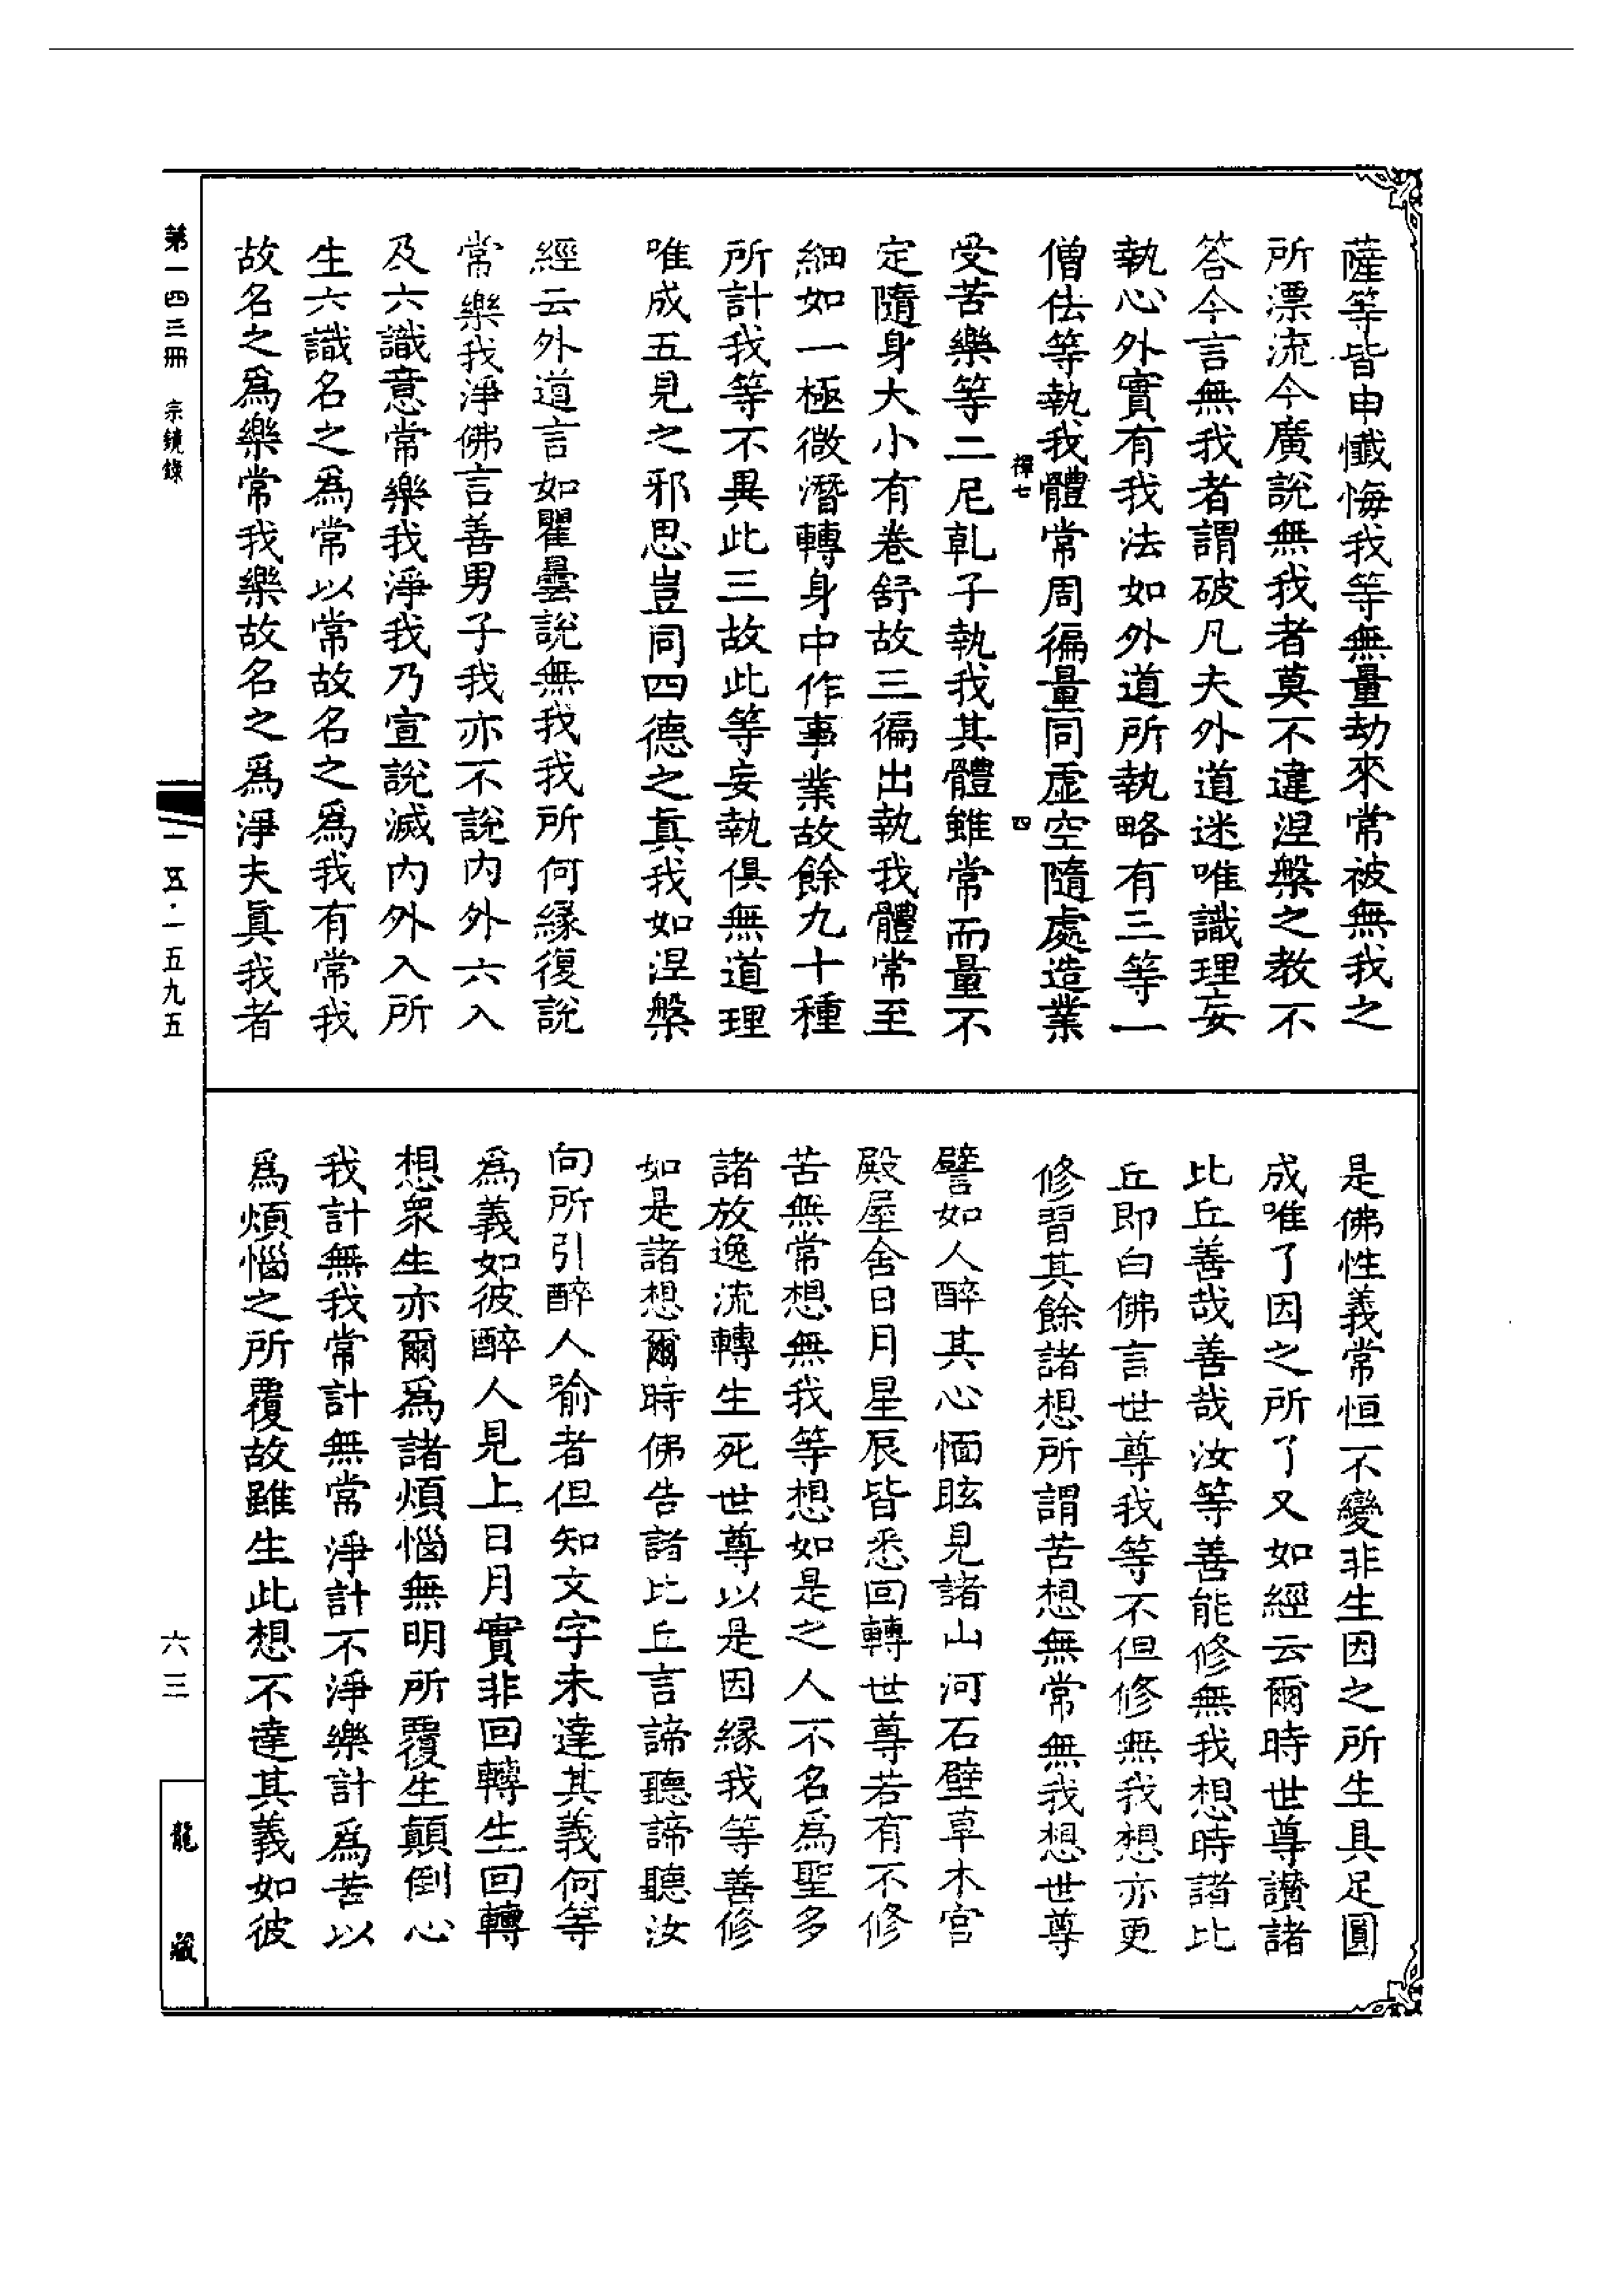 薩等皆申懺悔我等無量劫來常被無我之
所漂流今廣說無我者莫不違涅槃之教不
答今言無我者謂破凡夫外道迷唯識理妄
執心外實有我法如外道所執略有三等一
僧佉等執我體常周徧量同虛空隨處造業
禪七
四
受苦樂等二尼乹子執我其體雖常而量不
定隨身大小有卷舒故三徧出執我體常至
細如一極微潛轉身中作事業故餘九十種
所計我等不異此三故此等妄執俱無道理
唯成五見之邪思豈同四德之真我如涅槃
經云外道言如瞿曇說無我我所何緣復說
常樂我淨佛言善男子我亦不說內外六入
及六識意常樂我淨我乃宣說滅內外入所
生六識名之為常以常故名之為我有常我
故名之為樂常我樂故名之為淨夫真我者
是佛性義常恒不變非生因之所生具足圓
成唯了因之所了又如經云爾時世尊讚諸
比丘善哉善哉汝等善能修無我想時諸比
丘即白佛言世尊我等不但修無我想亦更
修習其餘諸想所謂苦想無常無我想世尊
譬如人醉其心愐眩見諸山河石壁草木宮
殿屋舍日月星辰皆悉回轉世尊若有不修
苦無常想無我等想如是之人不名為聖多
諸放逸流轉生死世尊以是因緣我等善修
如是諸想爾時佛告諸比丘言諦聽諦聽汝
向所引醉人喻者但知文字未達其義何等
為義如彼醉人見上日月實非回轉生回轉
想眾生亦爾為諸煩惱無明所覆生顛倒心
我計無我常計無常淨計不淨樂計為苦以
為煩惱之所覆故雖生此想不達其義如彼
第一四三冊 宗鏡錄
一五·一五九五
六三
龍藏